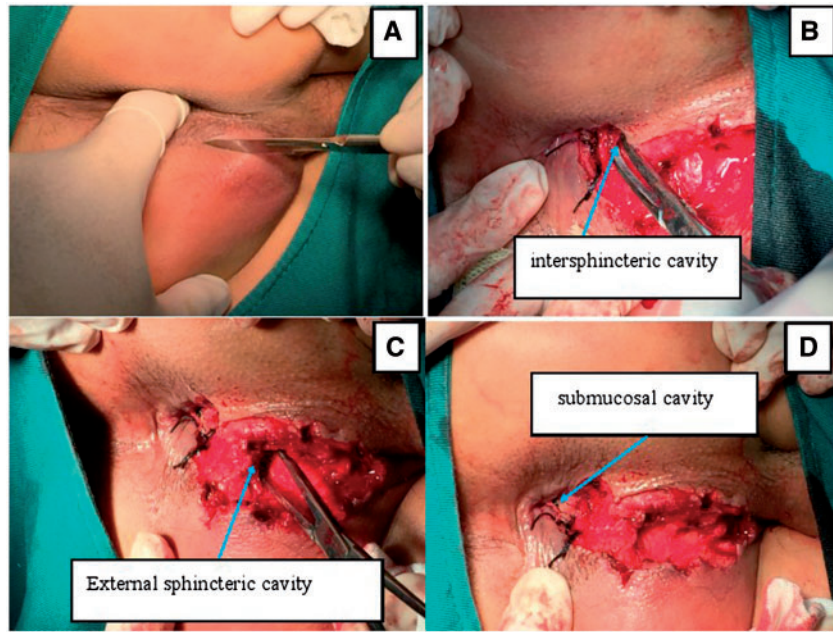 A
B
intersphincteric cavity
C
External sphincteric cavity
D
submucosal cavity